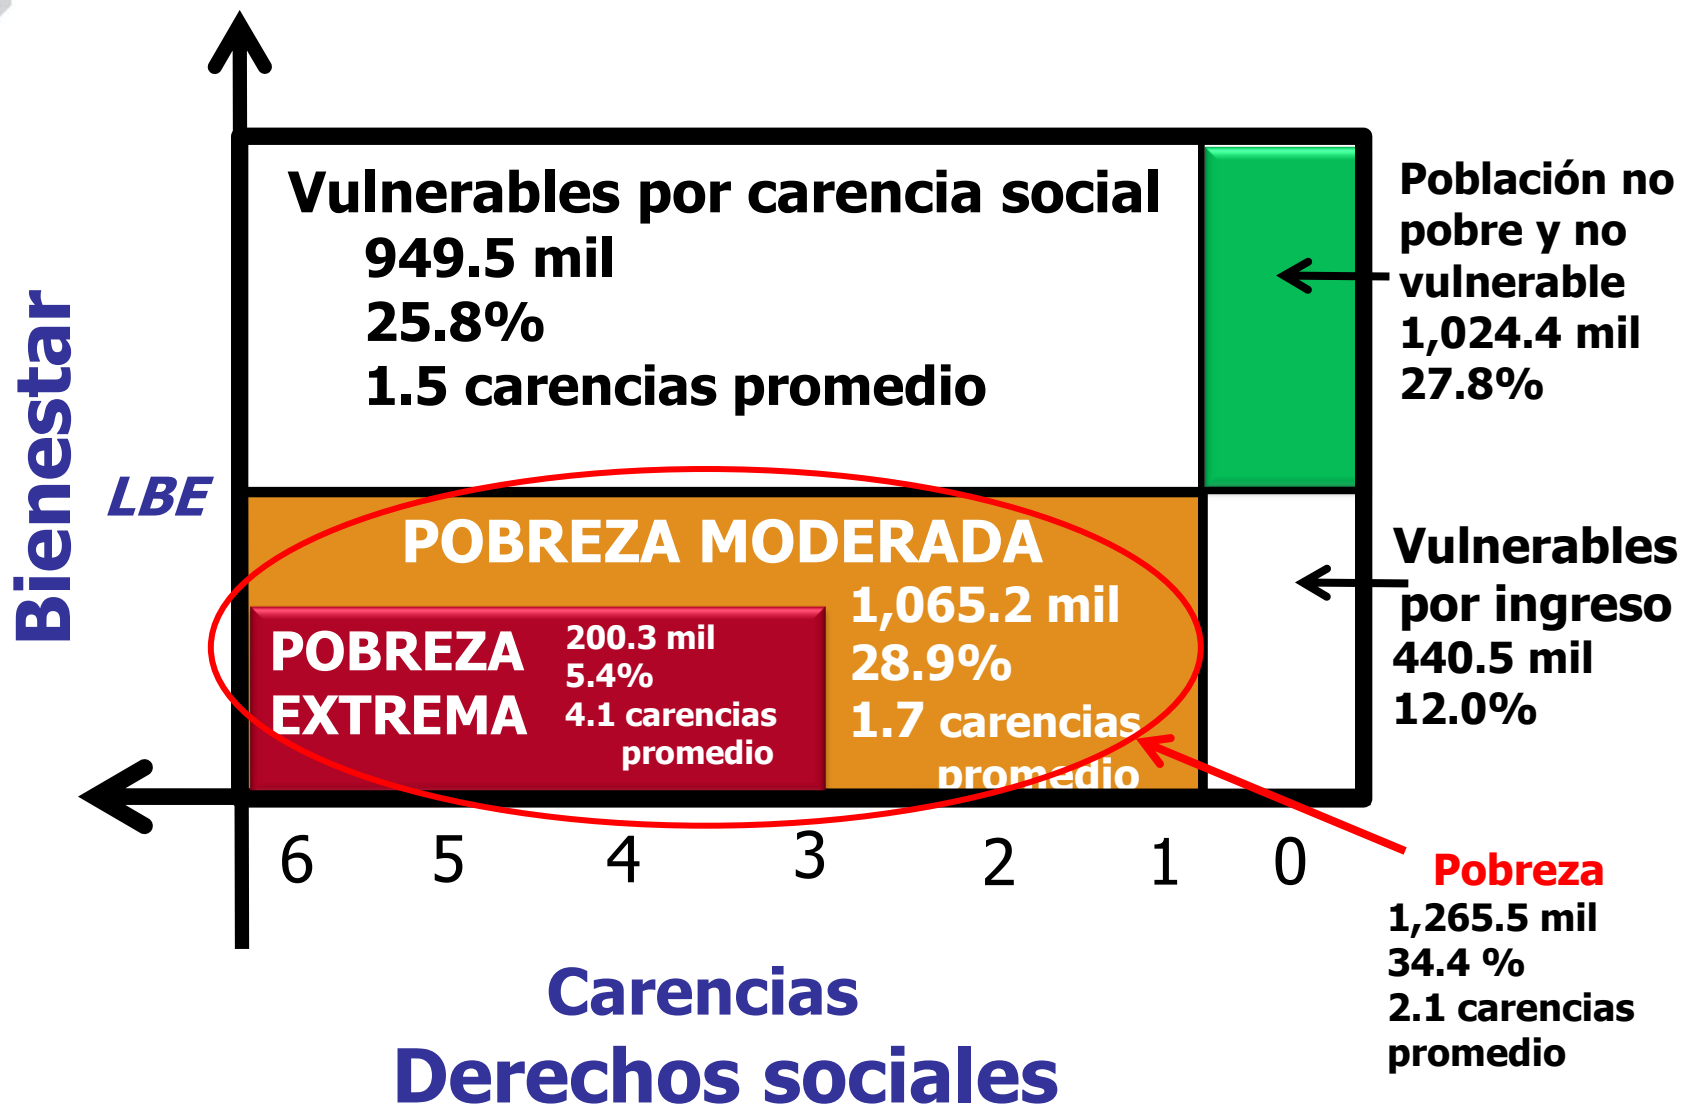 Vulnerables por carencia social
949.5 mil
25.8%
1.5 carencias promedio
Población no
pobre y no
vulnerable
1,024.4 mil
27.8%
Bienestar
LBE
POBREZA MODERADA
1,065.2 mil
28.9%
1.7 carencias
promedio
POBREZA
EXTREMA
200.3 mil
5.4%
4.1 carencias
promedio
Vulnerables
por ingreso
440.5 mil
12.0%
6 5 4 3 2 1 0
Pobreza
1,265.5 mil
34.4 %
2.1 carencias
promedio
Carencias
Derechos sociales